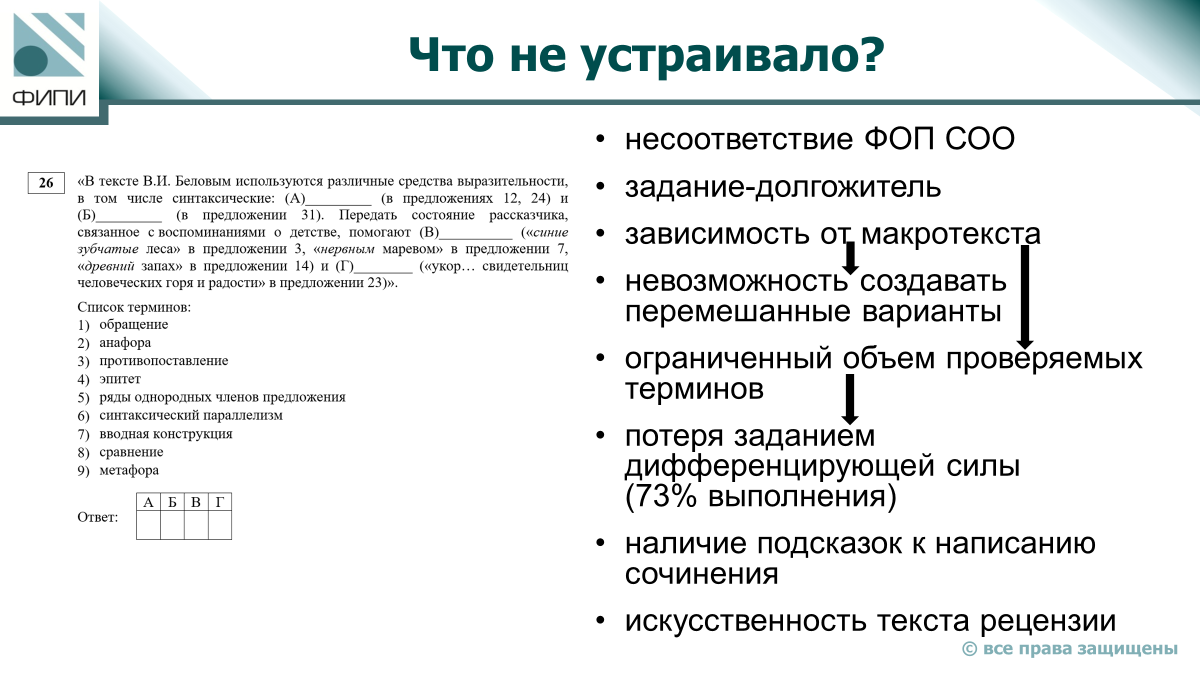 ФИПИ
Что не устраивало?
26
«В тексте В.И. Беловым используются различные средства выразительности,
в том числе синтаксические: (А)_________ (в предложениях 12, 24) и
(Б)_________ (в предложении 31). Передать состояние рассказчика,
связанное с воспоминаниями о детстве, помогают (В)__________ («синие
зубчатые леса» в предложении 3, «нервным маревом» в предложении 7,
«древний запах» в предложении 14) и (Г)________ («укор… свидетельниц
человеческих горя и радости» в предложении 23)».
Список терминов:
1) обращение
2) анафора
3) противопоставление
4) эпитет
5) ряды однородных членов предложения
6) синтаксический параллелизм
7) вводная конструкция
8) сравнение
9) метафора
Ответ:
А Б В Г
• несоответствие ФОП СОО
• задание-долгожитель
• зависимость от макротекста
• невозможность создавать
перемешанные варианты
• ограниченный объем проверяемых
терминов
• потеря заданием
дифференцирующей силы
(73% выполнения)
• наличие подсказок к написанию
сочинения
• искусственность текста рецензии
© все права защищены